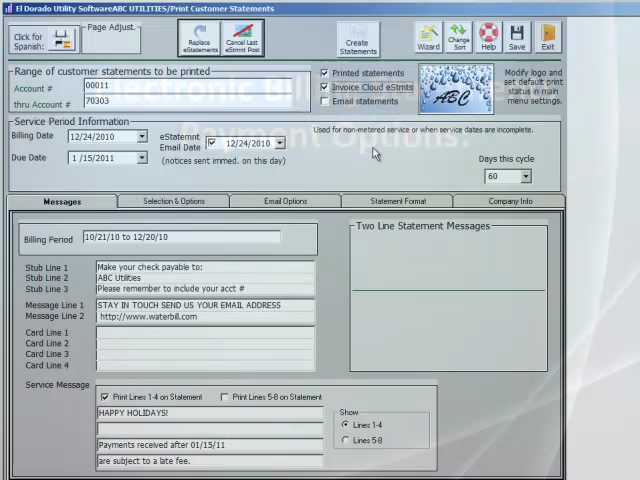 El Dorado Utility SoftwareABC UTILITIES/Print Customer Statements
Click for Spanish:
Page Adjust.
Replace eStatements
Cancel Last eStmnt Post
Create Statements
Wizard
Change Sort
Help
Save
Exit
Range of customer statements to be printed
Account # 00011
thru Account # 70303
Printed statements
Invoice Cloud eStmts
Email statements
ABC
Modify logo and set default print status in main menu settings.
Service Period Information
Billing Date 12/24/2010
Due Date 1 /15/2011
eStatemnt Email Date 12/24/2010
(notices sent immed. on this day)
Used for non-metered service or when service dates are incomplete.
Payment Options.
Days this cycle
60
Messages
Selection & Options
Email Options
Statement Format
Company Info
Billing Period 10/21/10 to 12/20/10
Stub Line 1 Make your check payable to:
Stub Line 2 ABC Utilities
Stub Line 3 Please remember to include your acct #
Message Line 1 STAY IN TOUCH SEND US YOUR EMAIL ADDRESS
Message Line 2 http://www.waterbill.com
Card Line 1
Card Line 2
Card Line 3
Card Line 4
Two Line Statement Messages
Service Message
Print Lines 1-4 on Statement
Print Lines 5-8 on Statement
HAPPY HOLIDAYS!
Payments received after 01/15/11
are subject to a late fee.
Show
Lines 1-4
Lines 5-8